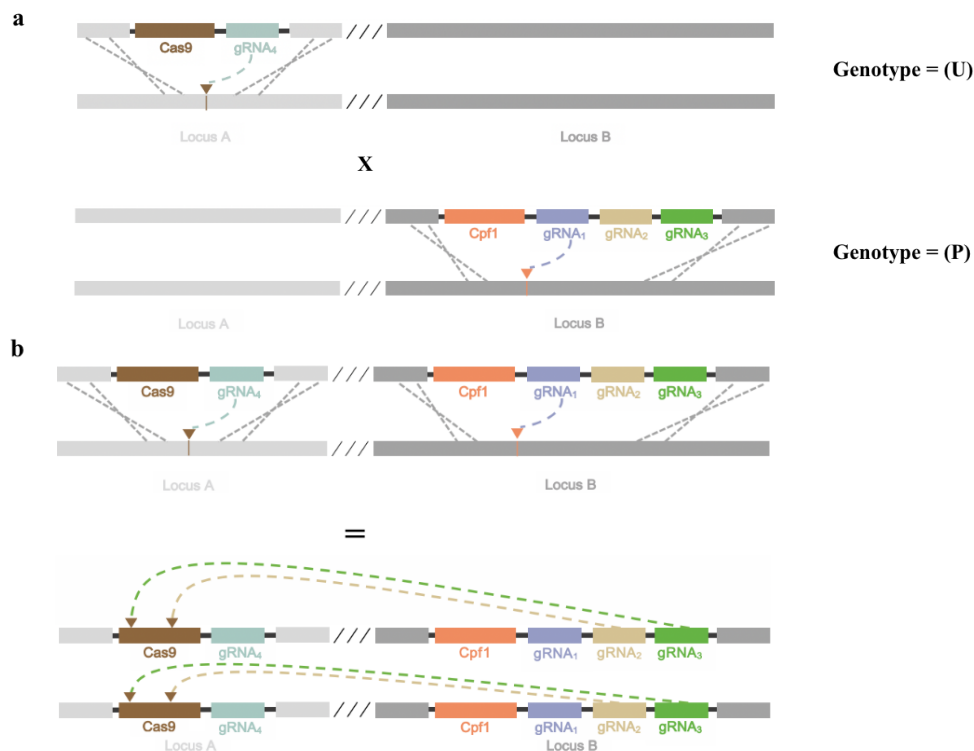 a
Cas9 gRNA₄
Genotype = (U)
Locus A Locus B
X
Cpf1 gRNA₁ gRNA₂ gRNA₃
Genotype = (P)
Locus A Locus B
b
Cas9 gRNA₄ Cpf1 gRNA₁ gRNA₂ gRNA₃
Locus A Locus B
=
Cas9 gRNA₄ Cpf1 gRNA₁ gRNA₂ gRNA₃
Cas9 gRNA₄ Cpf1 gRNA₁ gRNA₂ gRNA₃
Locus A Locus B